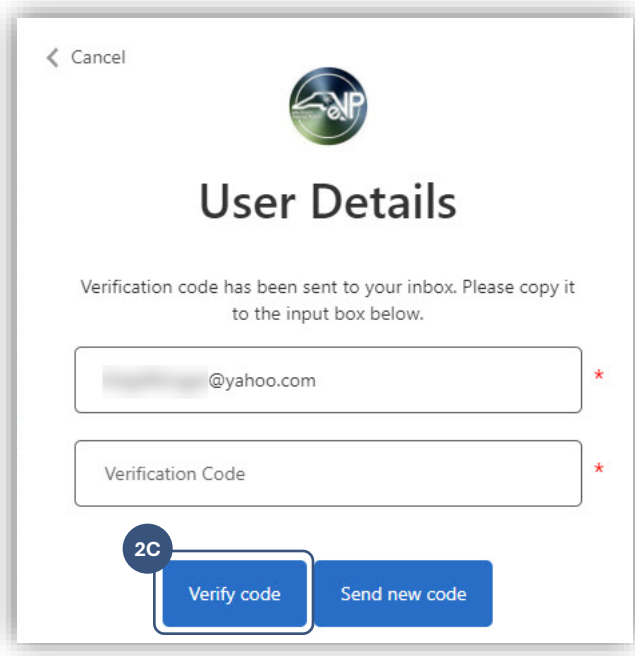 Cancel
eVP
User Details
Verification code has been sent to your inbox. Please copy it
to the input box below.
@yahoo.com
*
Verification Code
*
2C
Verify code
Send new code